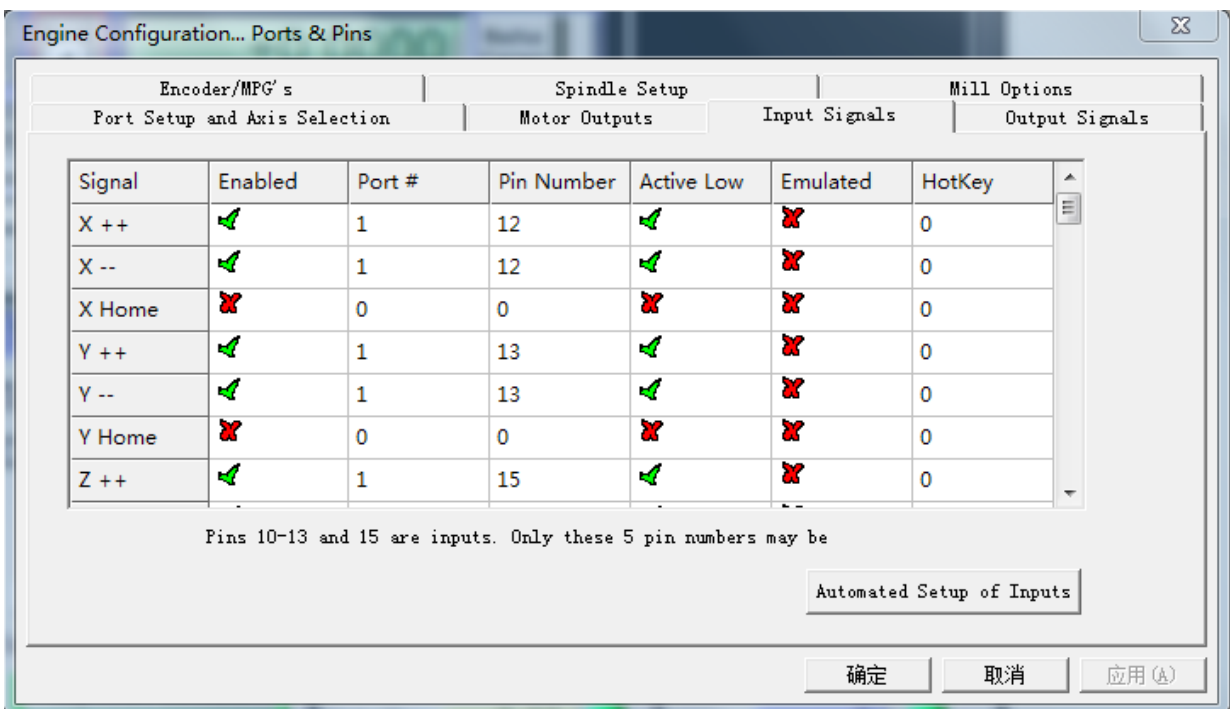 Engine Configuration... Ports & Pins
Encoder/MPG's Spindle Setup Mill Options
Port Setup and Axis Selection Motor Outputs Input Signals Output Signals
Signal Enabled Port # Pin Number Active Low Emulated HotKey
X ++ 1 12 0
X -- 1 12 0
X Home 0 0 0
Y ++ 1 13 0
Y -- 1 13 0
Y Home 0 0 0
Z ++ 1 15 0
Pins 10-13 and 15 are inputs. Only these 5 pin numbers may be
Automated Setup of Inputs
确定 取消 应用(A)